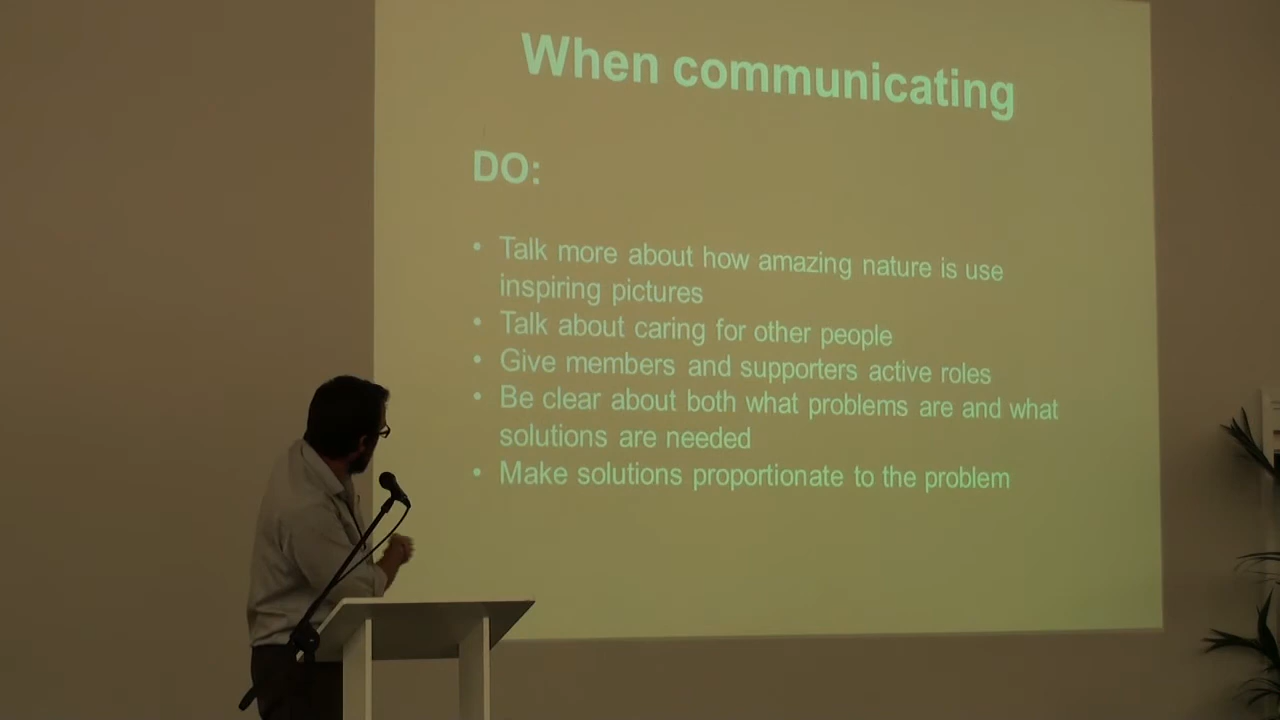 When communicating
DO:
• Talk more about how amazing nature is use
inspiring pictures
• Talk about caring for other people
• Give members and supporters active roles
• Be clear about both what problems are and what
solutions are needed
• Make solutions proportionate to the problem